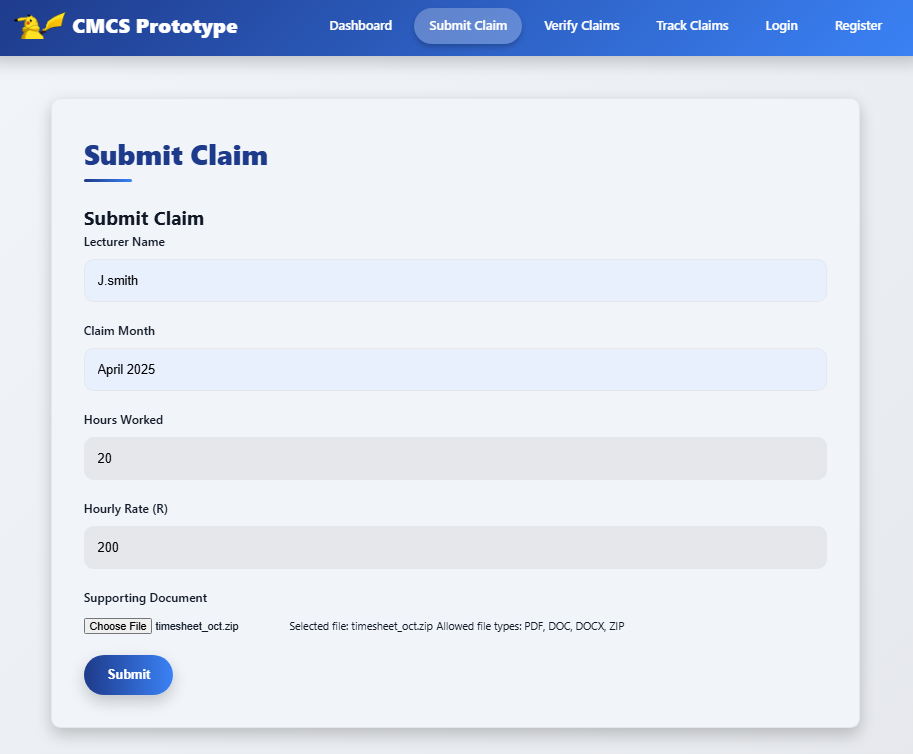 CMCS Prototype Dashboard Submit Claim Verify Claims Track Claims Login Register
Submit Claim
Submit Claim
Lecturer Name
J.smith
Claim Month
April 2025
Hours Worked
20
Hourly Rate (R)
200
Supporting Document
Choose File timesheet_oct.zip Selected file: timesheet_oct.zip Allowed file types: PDF, DOC, DOCX, ZIP
Submit